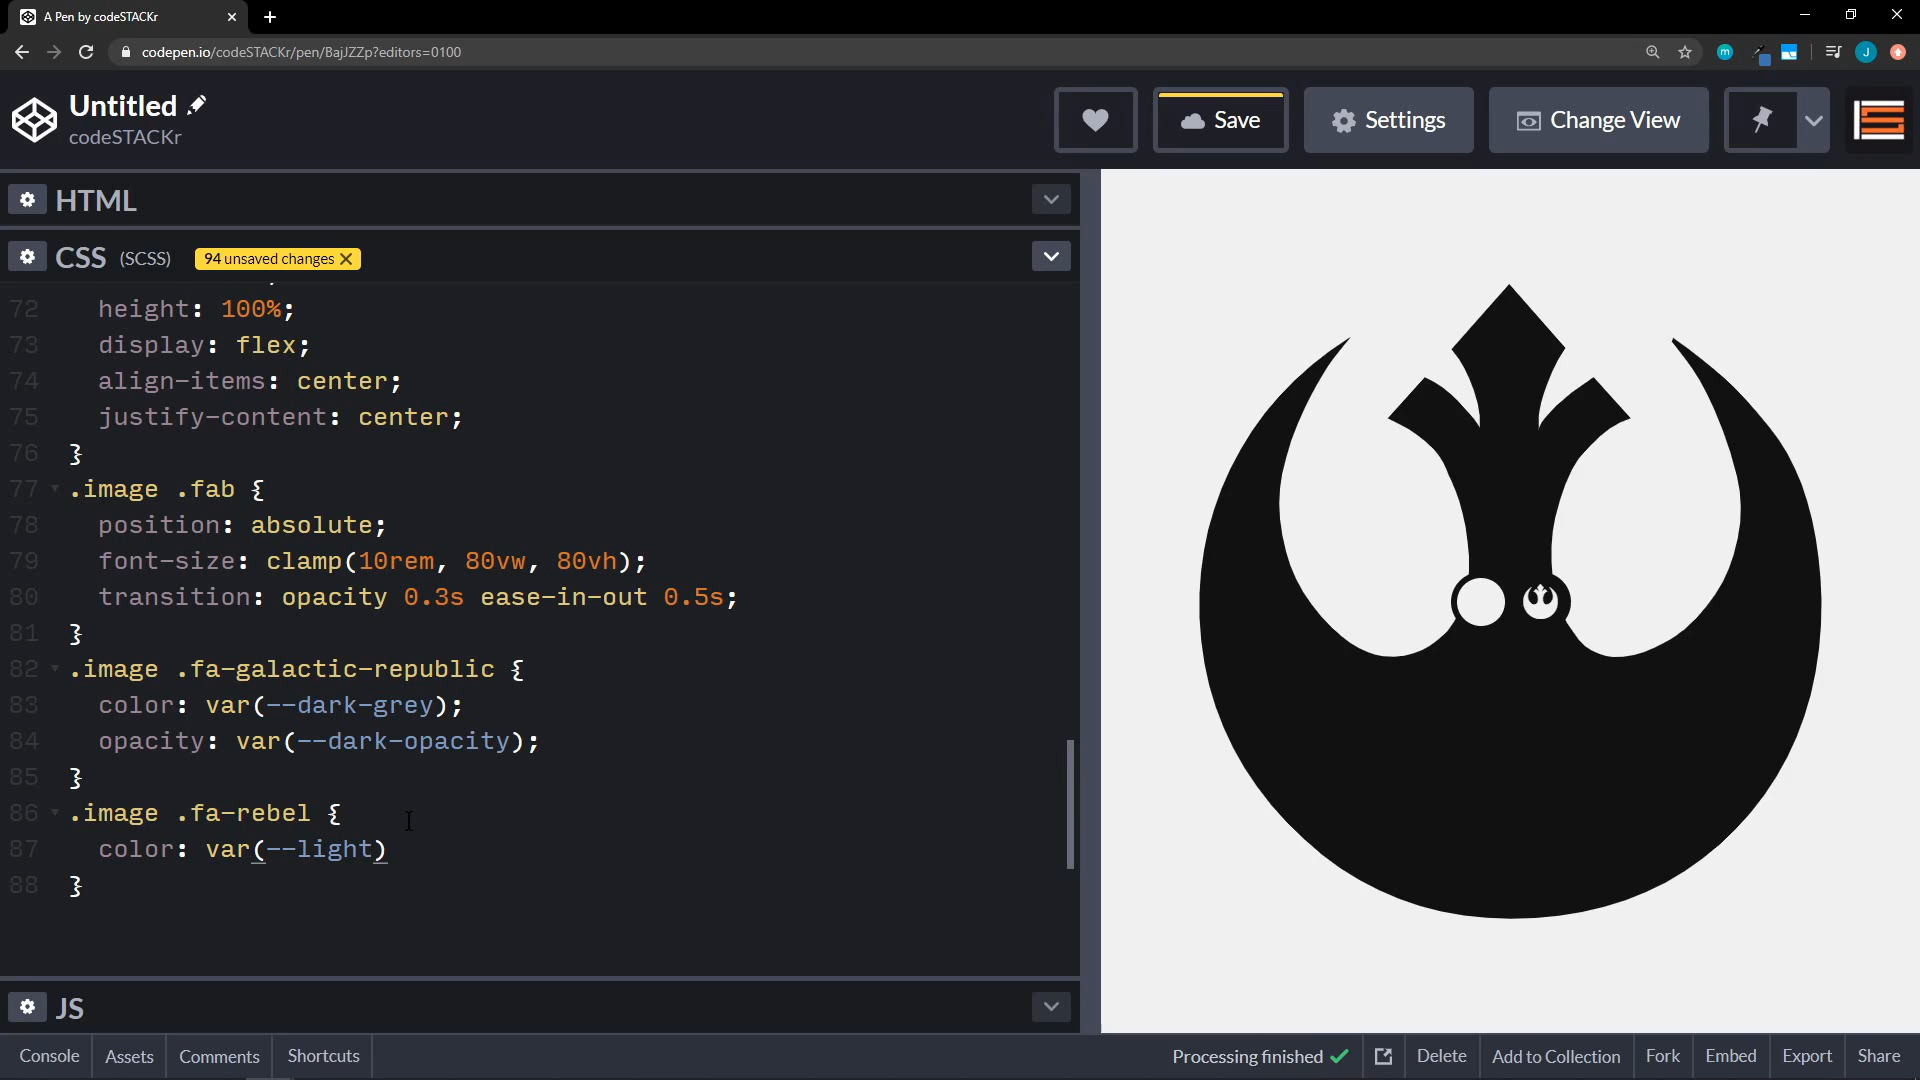 A Pen by codeSTACKr
codepen.io/codeSTACKr/pen/BajJZZp?editors=0100
m
J
Untitled
codeSTACKr
Save
Settings
Change View
HTML
CSS (SCSS) 94 unsaved changes
72 height: 100%;
73 display: flex;
74 align-items: center;
75 justify-content: center;
76 }
77 .image .fab {
78 position: absolute;
79 font-size: clamp(10rem, 80vw, 80vh);
80 transition: opacity 0.3s ease-in-out 0.5s;
81 }
82 .image .fa-galactic-republic {
83 color: var(--dark-grey);
84 opacity: var(--dark-opacity);
85 }
86 .image .fa-rebel {
87 color: var(--light)
88 }
JS
Console Assets Comments Shortcuts Processing finished Delete Add to Collection Fork Embed Export Share